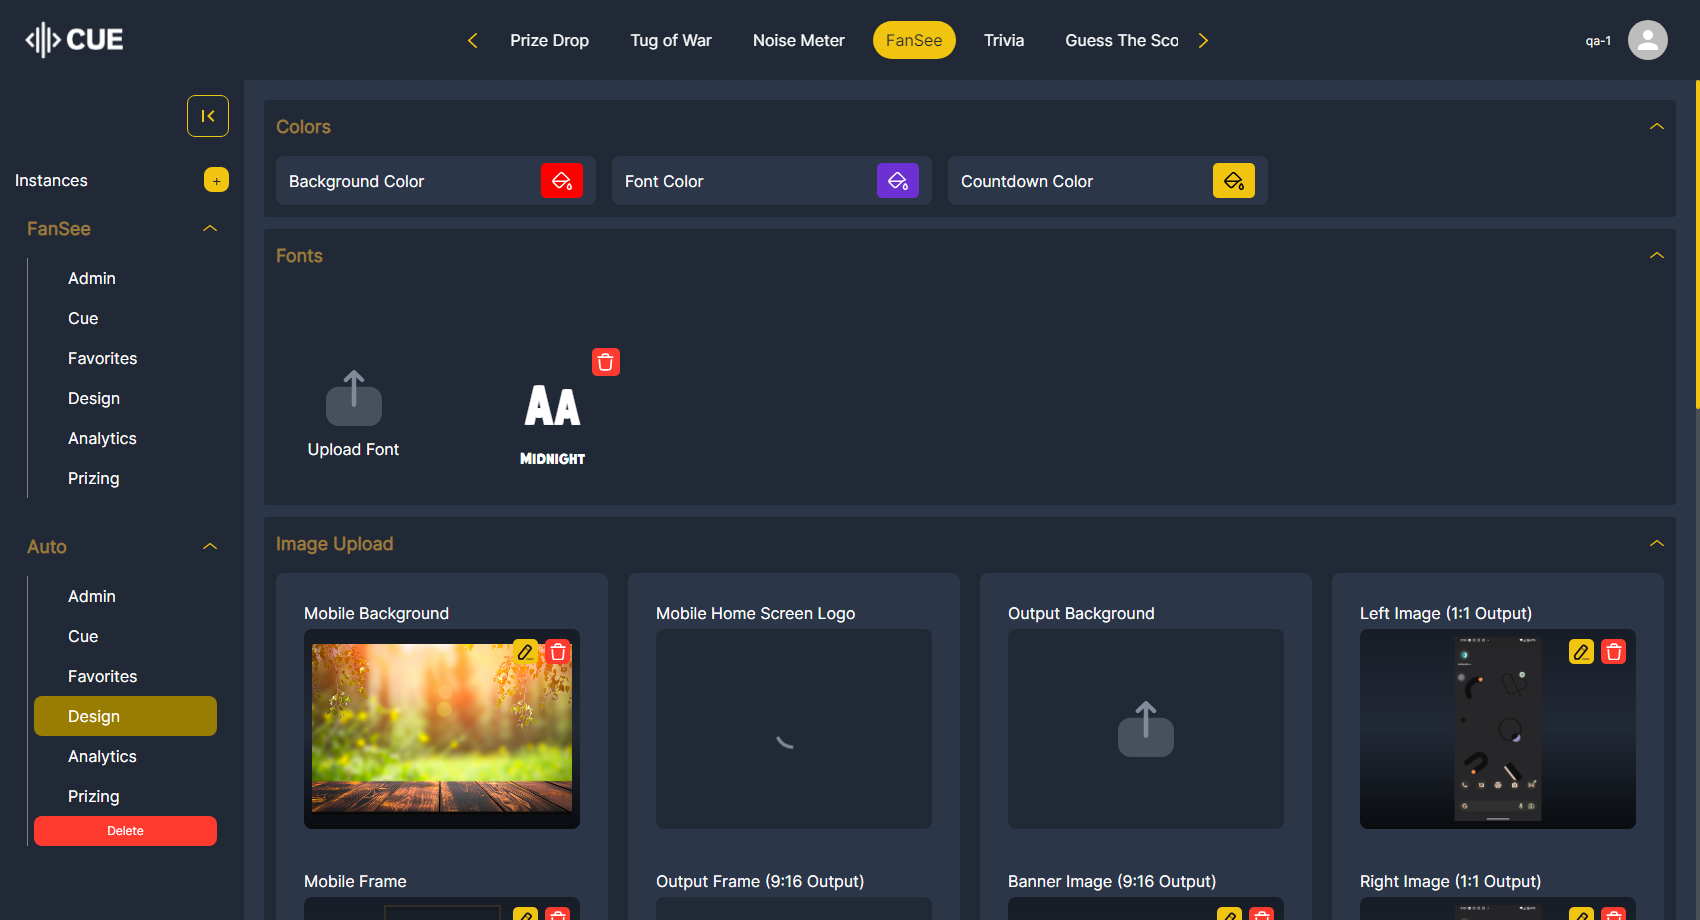 CUE
Prize Drop
Tug of War
Noise Meter
FanSee
Trivia
Guess The Sco
qa-1
Instances
+
FanSee
Admin
Cue
Favorites
Design
Analytics
Prizing
Auto
Admin
Cue
Favorites
Design
Analytics
Prizing
Delete
Colors
Background Color
Font Color
Countdown Color
Fonts
Upload Font
AA
MIDNIGHT
Image Upload
Mobile Background
Mobile Home Screen Logo
Output Background
Left Image (1:1 Output)
Mobile Frame
Output Frame (9:16 Output)
Banner Image (9:16 Output)
Right Image (1:1 Output)